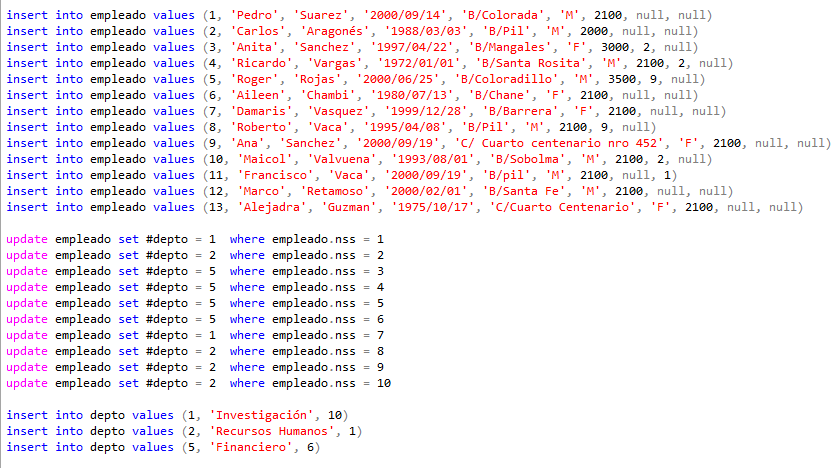 insert into empleado values (1, 'Pedro', 'Suarez', '2000/09/14', 'B/Colorada', 'M', 2100, null, null)
insert into empleado values (2, 'Carlos', 'Aragonés', '1988/03/03', 'B/Pil', 'M', 2000, null, null)
insert into empleado values (3, 'Anita', 'Sanchez', '1997/04/22', 'B/Mangales', 'F', 3000, 2, null)
insert into empleado values (4, 'Ricardo', 'Vargas', '1972/01/01', 'B/Santa Rosita', 'M', 2100, 2, null)
insert into empleado values (5, 'Roger', 'Rojas', '2000/06/25', 'B/Coloradillo', 'M', 3500, 9, null)
insert into empleado values (6, 'Aileen', 'Chambi', '1980/07/13', 'B/Chane', 'F', 2100, null, null)
insert into empleado values (7, 'Damaris', 'Vasquez', '1999/12/28', 'B/Barrera', 'F', 2100, null, null)
insert into empleado values (8, 'Roberto', 'Vaca', '1995/04/08', 'B/Pil', 'M', 2100, 9, null)
insert into empleado values (9, 'Ana', 'Sanchez', '2000/09/19', 'C/ Cuarto centenario nro 452', 'F', 2100, null, null)
insert into empleado values (10, 'Maicol', 'Valvuena', '1993/08/01', 'B/Sobolma', 'M', 2100, 2, null)
insert into empleado values (11, 'Francisco', 'Vaca', '2000/09/19', 'B/pil', 'M', 2100, null, 1)
insert into empleado values (12, 'Marco', 'Retamoso', '2000/02/01', 'B/Santa Fe', 'M', 2100, null, null)
insert into empleado values (13, 'Alejadra', 'Guzman', '1975/10/17', 'C/Cuarto Centenario', 'F', 2100, null, null)
update empleado set #depto = 1  where empleado.nss = 1
update empleado set #depto = 2  where empleado.nss = 2
update empleado set #depto = 5  where empleado.nss = 3
update empleado set #depto = 5  where empleado.nss = 4
update empleado set #depto = 5  where empleado.nss = 5
update empleado set #depto = 5  where empleado.nss = 6
update empleado set #depto = 1  where empleado.nss = 7
update empleado set #depto = 2  where empleado.nss = 8
update empleado set #depto = 2  where empleado.nss = 9
update empleado set #depto = 2  where empleado.nss = 10
insert into depto values (1, 'Investigación', 10)
insert into depto values (2, 'Recursos Humanos', 1)
insert into depto values (5, 'Financiero', 6)